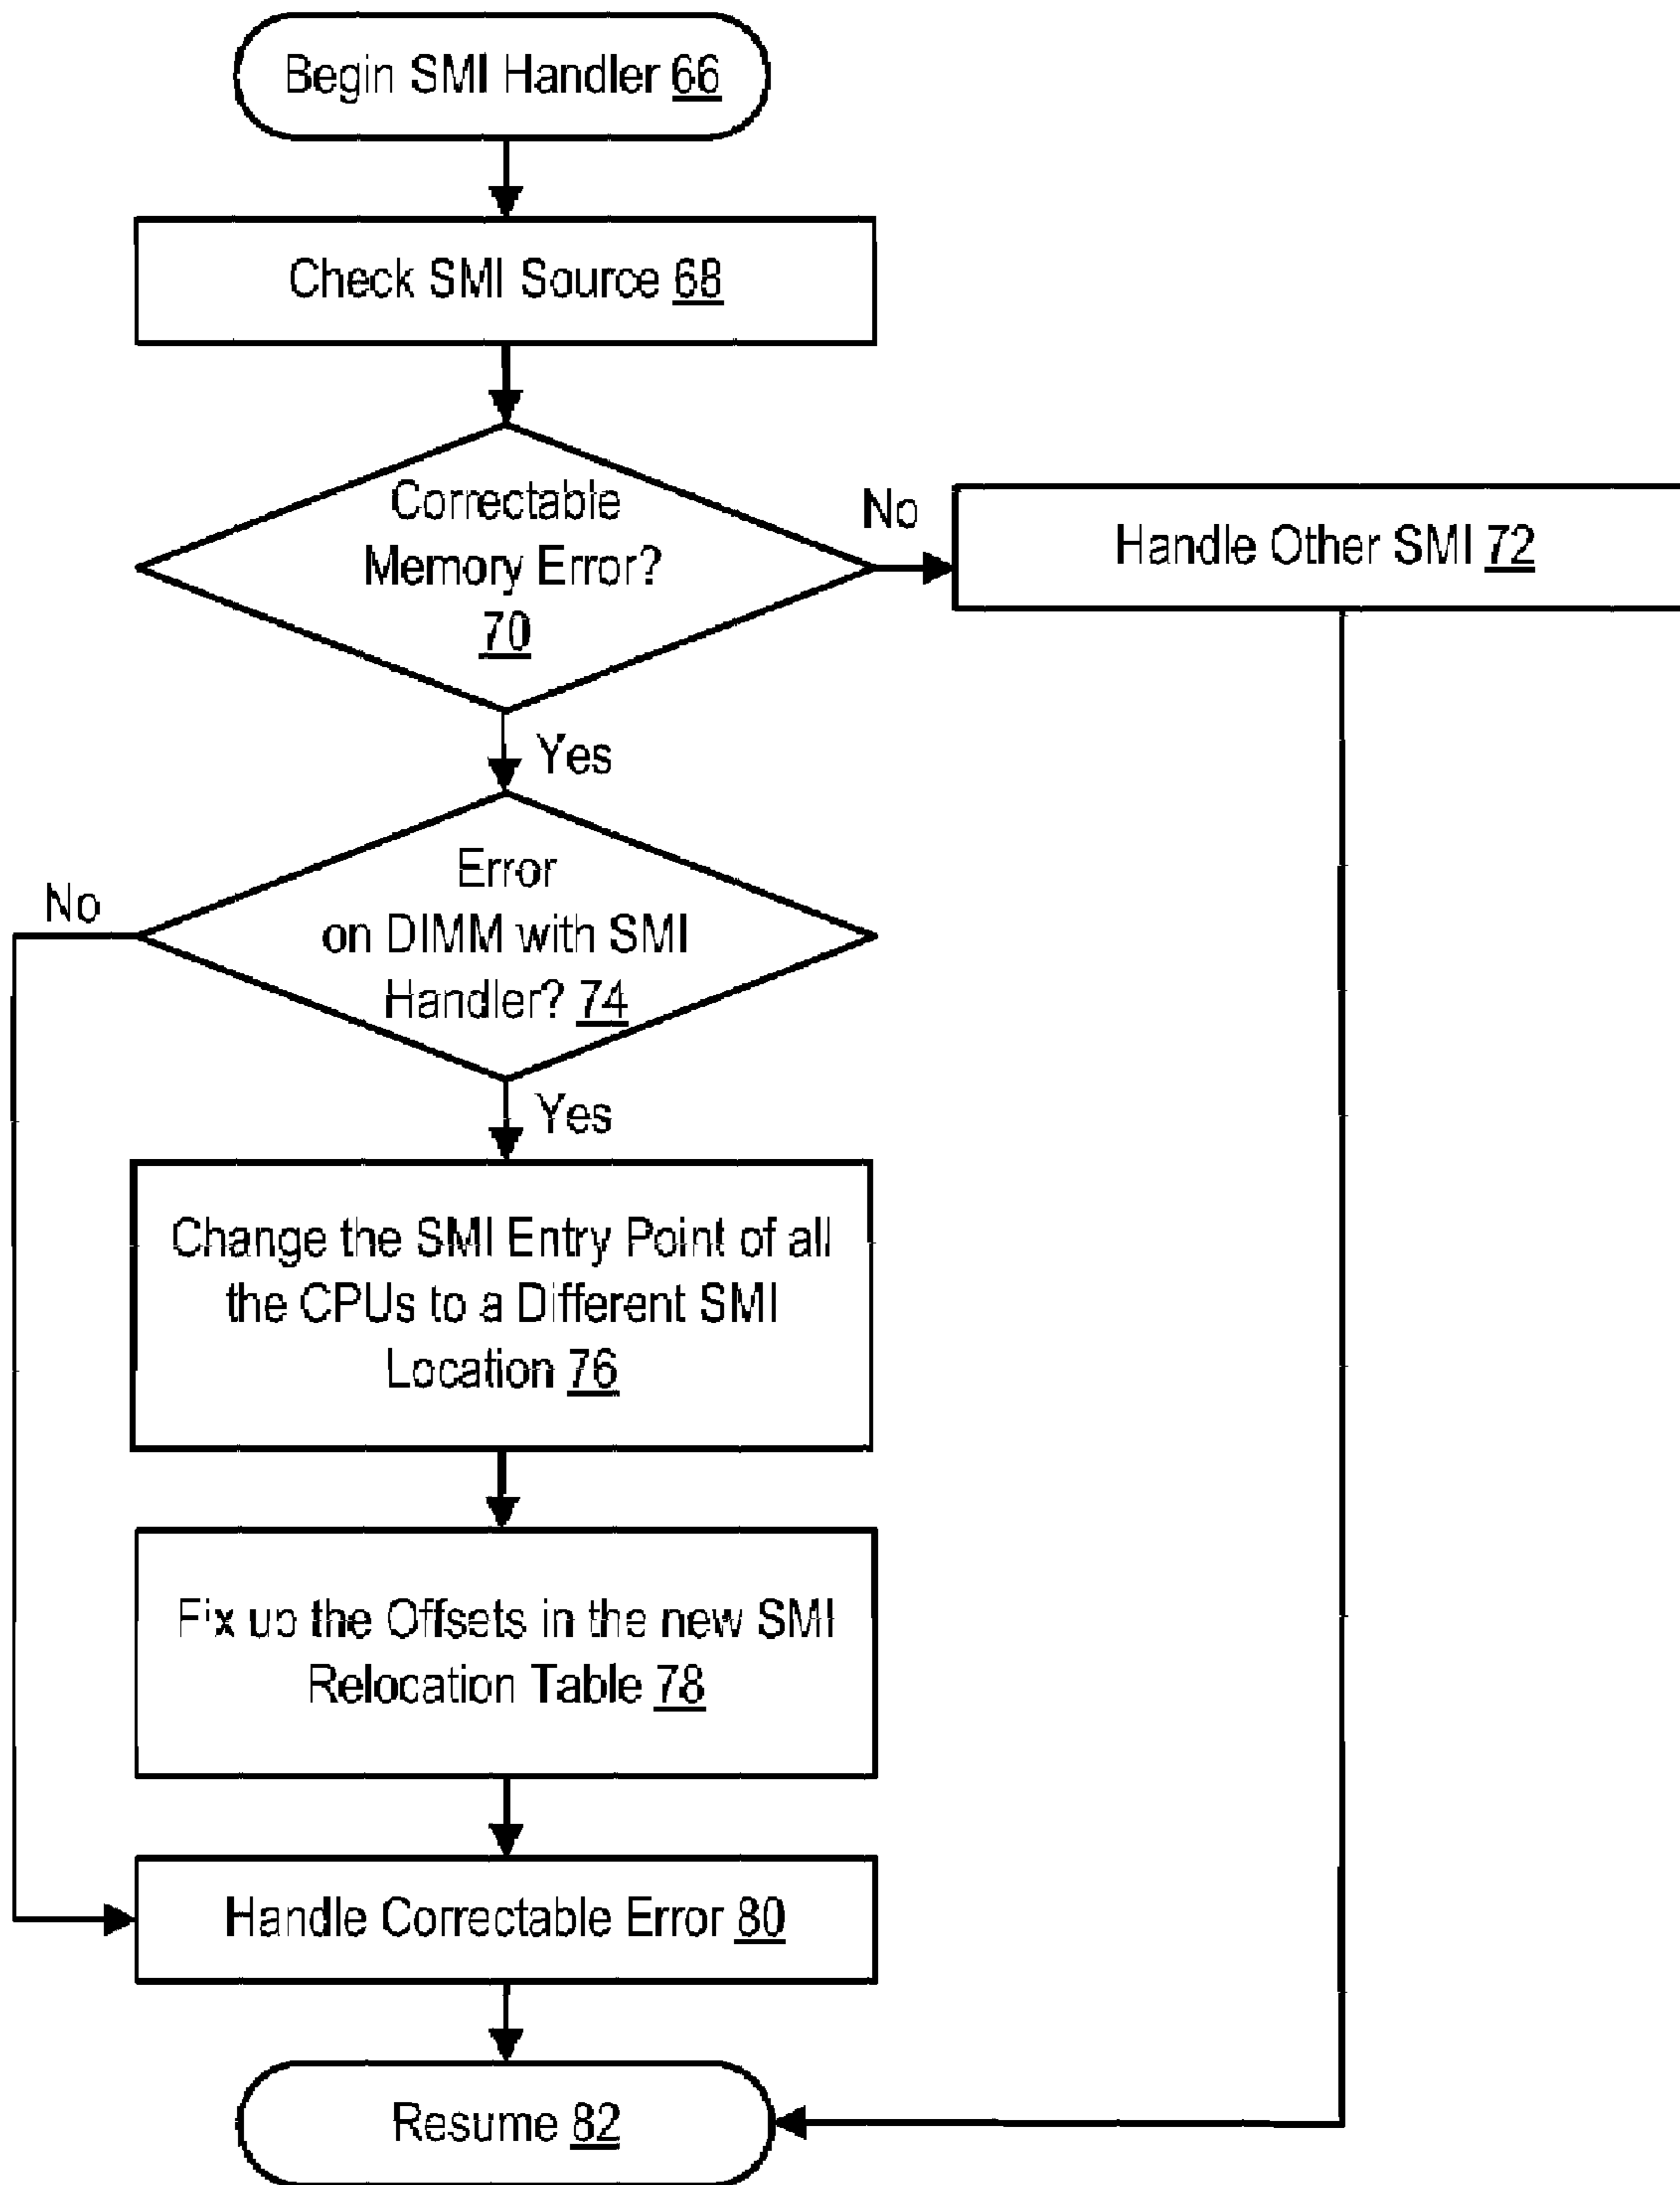 Begin SMI Handler 66
Check SMI Source 68
Correctable
Memory Error?
70
No
Handle Other SMI 72
Yes
Error
on DIMM with SMI
Handler? 74
No
Yes
Change the SMI Entry Point of all
the CPUs to a Different SMI
Location 76
Fix up the Offsets in the new SMI
Relocation Table 78
Handle Correctable Error 80
Resume 82